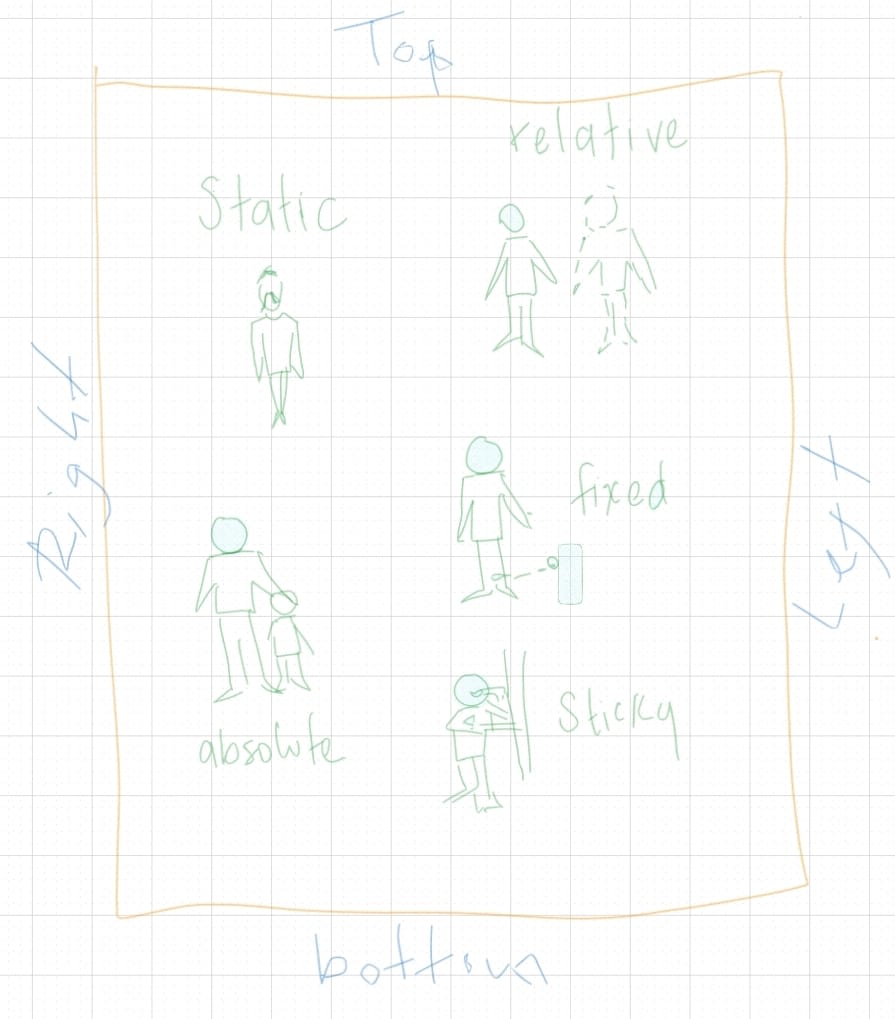 Top
relative
Static
Right
fixed
Left
Sticky
absolute
bottom